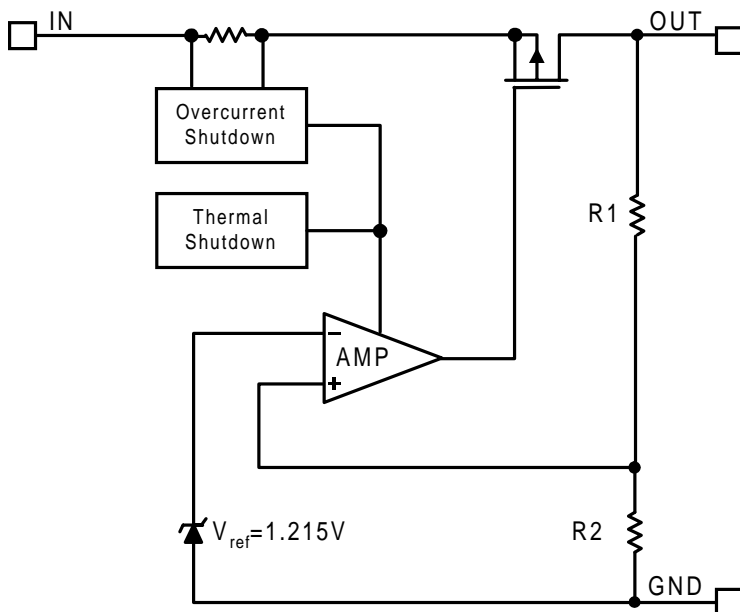 IN
OUT
Overcurrent
Shutdown
Thermal
Shutdown
R1
−
AMP
+
Vref=1.215V
R2
GND